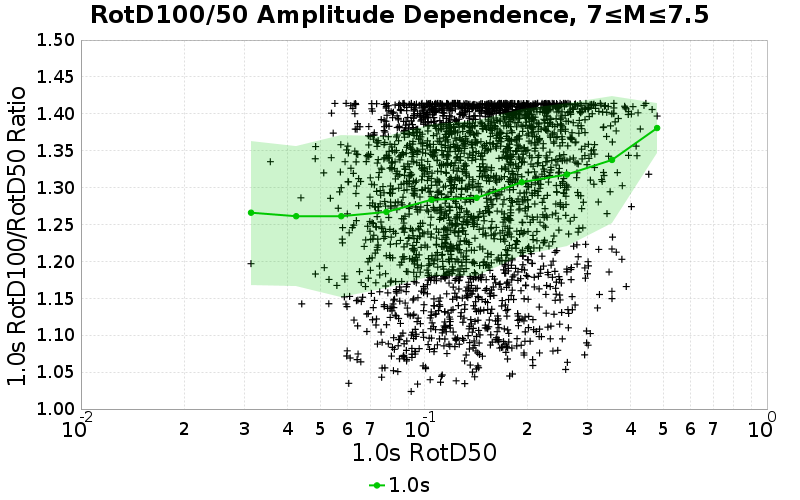 RotD100/50 Amplitude Dependence, 7≤M≤7.5
1.0s RotD100/RotD50 Ratio
1.50
1.45
1.40
1.35
1.30
1.25
1.20
1.15
1.10
1.05
1.00
10^-2 2 3 4 5 6 7 10^-1 2 3 4 5 6 7 10^0
1.0s RotD50
1.0s